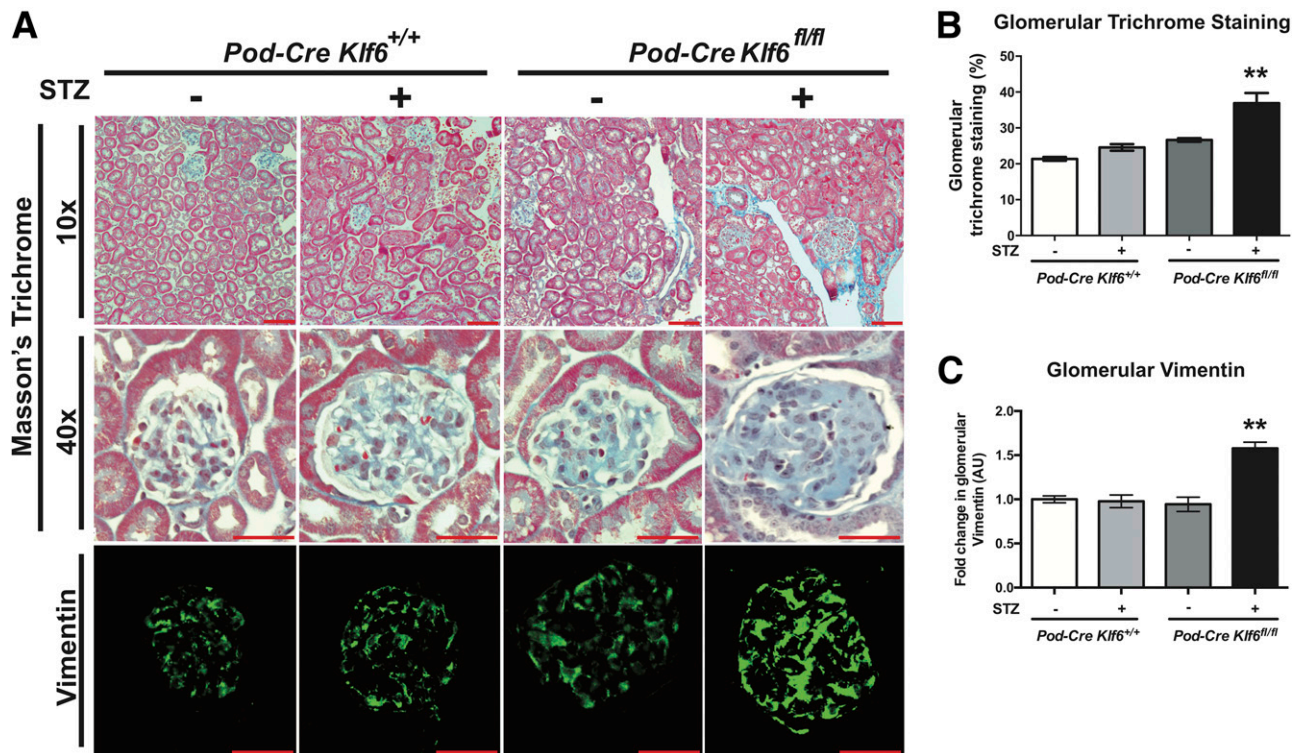 A
Pod-Cre Klf6+/+
Pod-Cre Klf6fl/fl
STZ - + - +
Masson's Trichrome
10x
40x
Vimentin
B Glomerular Trichrome Staining
Glomerular
trichrome staining (%)
50
40
30
20
10
0
**
STZ - + - +
Pod-Cre Klf6+/+ Pod-Cre Klf6fl/fl
C Glomerular Vimentin
Fold change in glomerular
Vimentin (AU)
2.0
1.5
1.0
0.5
0.0
**
STZ - + - +
Pod-Cre Klf6+/+ Pod-Cre Klf6fl/fl